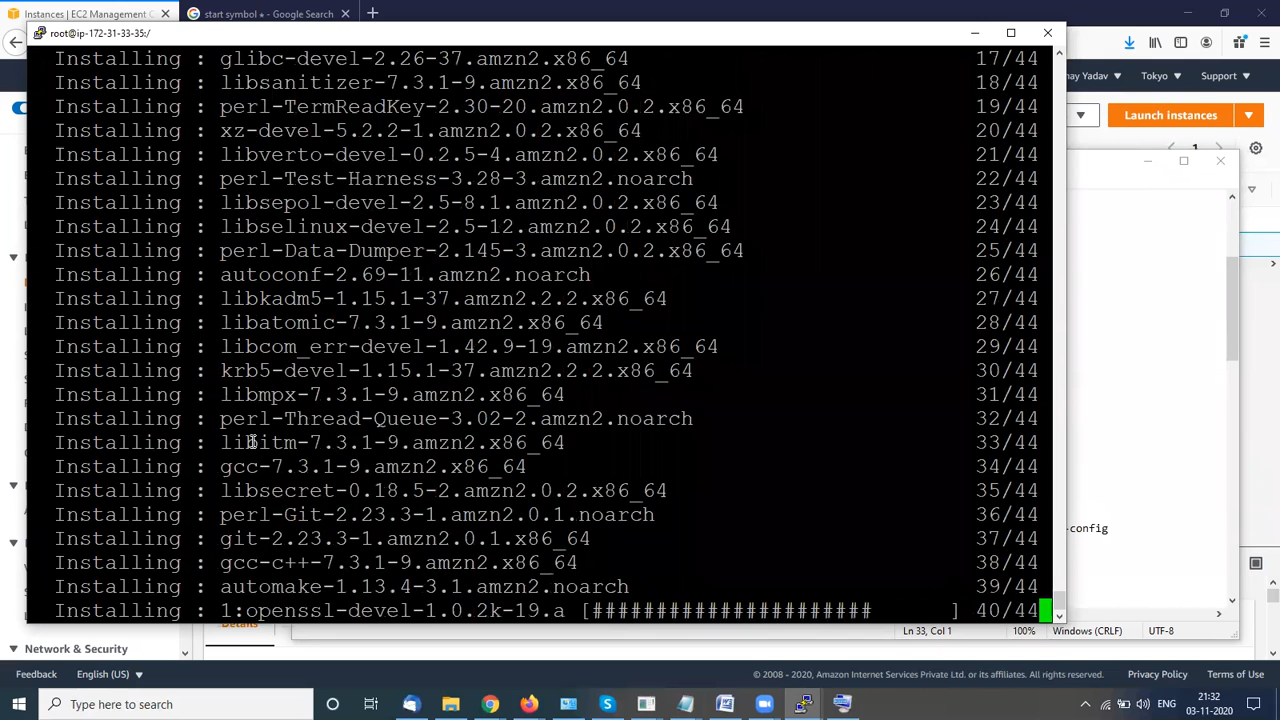 Instances | EC2 Management C
start symbol ★ - Google Search
root@ip-172-31-33-35:/
nay Yadav
Tokyo
Support
Launch instances
1
Installing : glibc-devel-2.26-37.amzn2.x86_64 17/44
Installing : libsanitizer-7.3.1-9.amzn2.x86_64 18/44
Installing : perl-TermReadKey-2.30-20.amzn2.0.2.x86_64 19/44
Installing : xz-devel-5.2.2-1.amzn2.0.2.x86_64 20/44
Installing : libverto-devel-0.2.5-4.amzn2.0.2.x86_64 21/44
Installing : perl-Test-Harness-3.28-3.amzn2.noarch 22/44
Installing : libsepol-devel-2.5-8.1.amzn2.0.2.x86_64 23/44
Installing : libselinux-devel-2.5-12.amzn2.0.2.x86_64 24/44
Installing : perl-Data-Dumper-2.145-3.amzn2.0.2.x86_64 25/44
Installing : autoconf-2.69-11.amzn2.noarch 26/44
Installing : libkadm5-1.15.1-37.amzn2.2.2.x86_64 27/44
Installing : libatomic-7.3.1-9.amzn2.x86_64 28/44
Installing : libcom_err-devel-1.42.9-19.amzn2.0.1.x86_64 29/44
Installing : krb5-devel-1.15.1-37.amzn2.2.2.x86_64 30/44
Installing : libmpx-7.3.1-9.amzn2.x86_64 31/44
Installing : perl-Thread-Queue-3.02-2.amzn2.noarch 32/44
Installing : libitm-7.3.1-9.amzn2.x86_64 33/44
Installing : gcc-7.3.1-9.amzn2.x86_64 34/44
Installing : libsecret-0.18.5-2.amzn2.0.2.x86_64 35/44
Installing : perl-Git-2.23.3-1.amzn2.0.1.noarch 36/44
Installing : git-2.23.3-1.amzn2.0.1.x86_64 37/44
-config
Installing : gcc-c++-7.3.1-9.amzn2.x86_64 38/44
Installing : automake-1.13.4-3.1.amzn2.noarch 39/44
Installing : 1:openssl-devel-1.0.2k-19.a [###################### ] 40/44
Details
Ln 33, Col 1
100%
Windows (CRLF)
UTF-8
Network & Security
Feedback
English (US)
© 2008 - 2020, Amazon Internet Services Private Ltd. or its affiliates. All rights reserved.
Privacy Policy
Terms of Use
Type here to search
ENG
21:32
03-11-2020